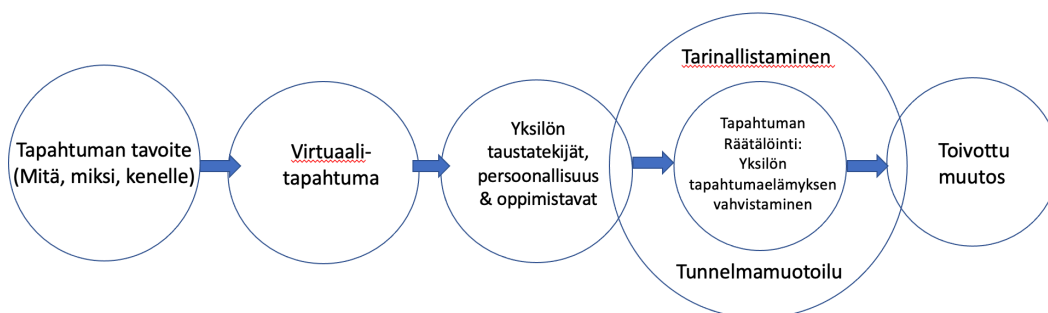 Tapahtuman tavoite
(Mitä, miksi, kenelle)
Virtuaali-
tapahtuma
Yksilön
taustatekijät,
persoonallisuus
& oppimistavat
Tarinallistaminen
Tapahtuman
Räätälöinti:
Yksilön
tapahtumaelämyksen
vahvistaminen
Tunnelmamuotoilu
Toivottu
muutos